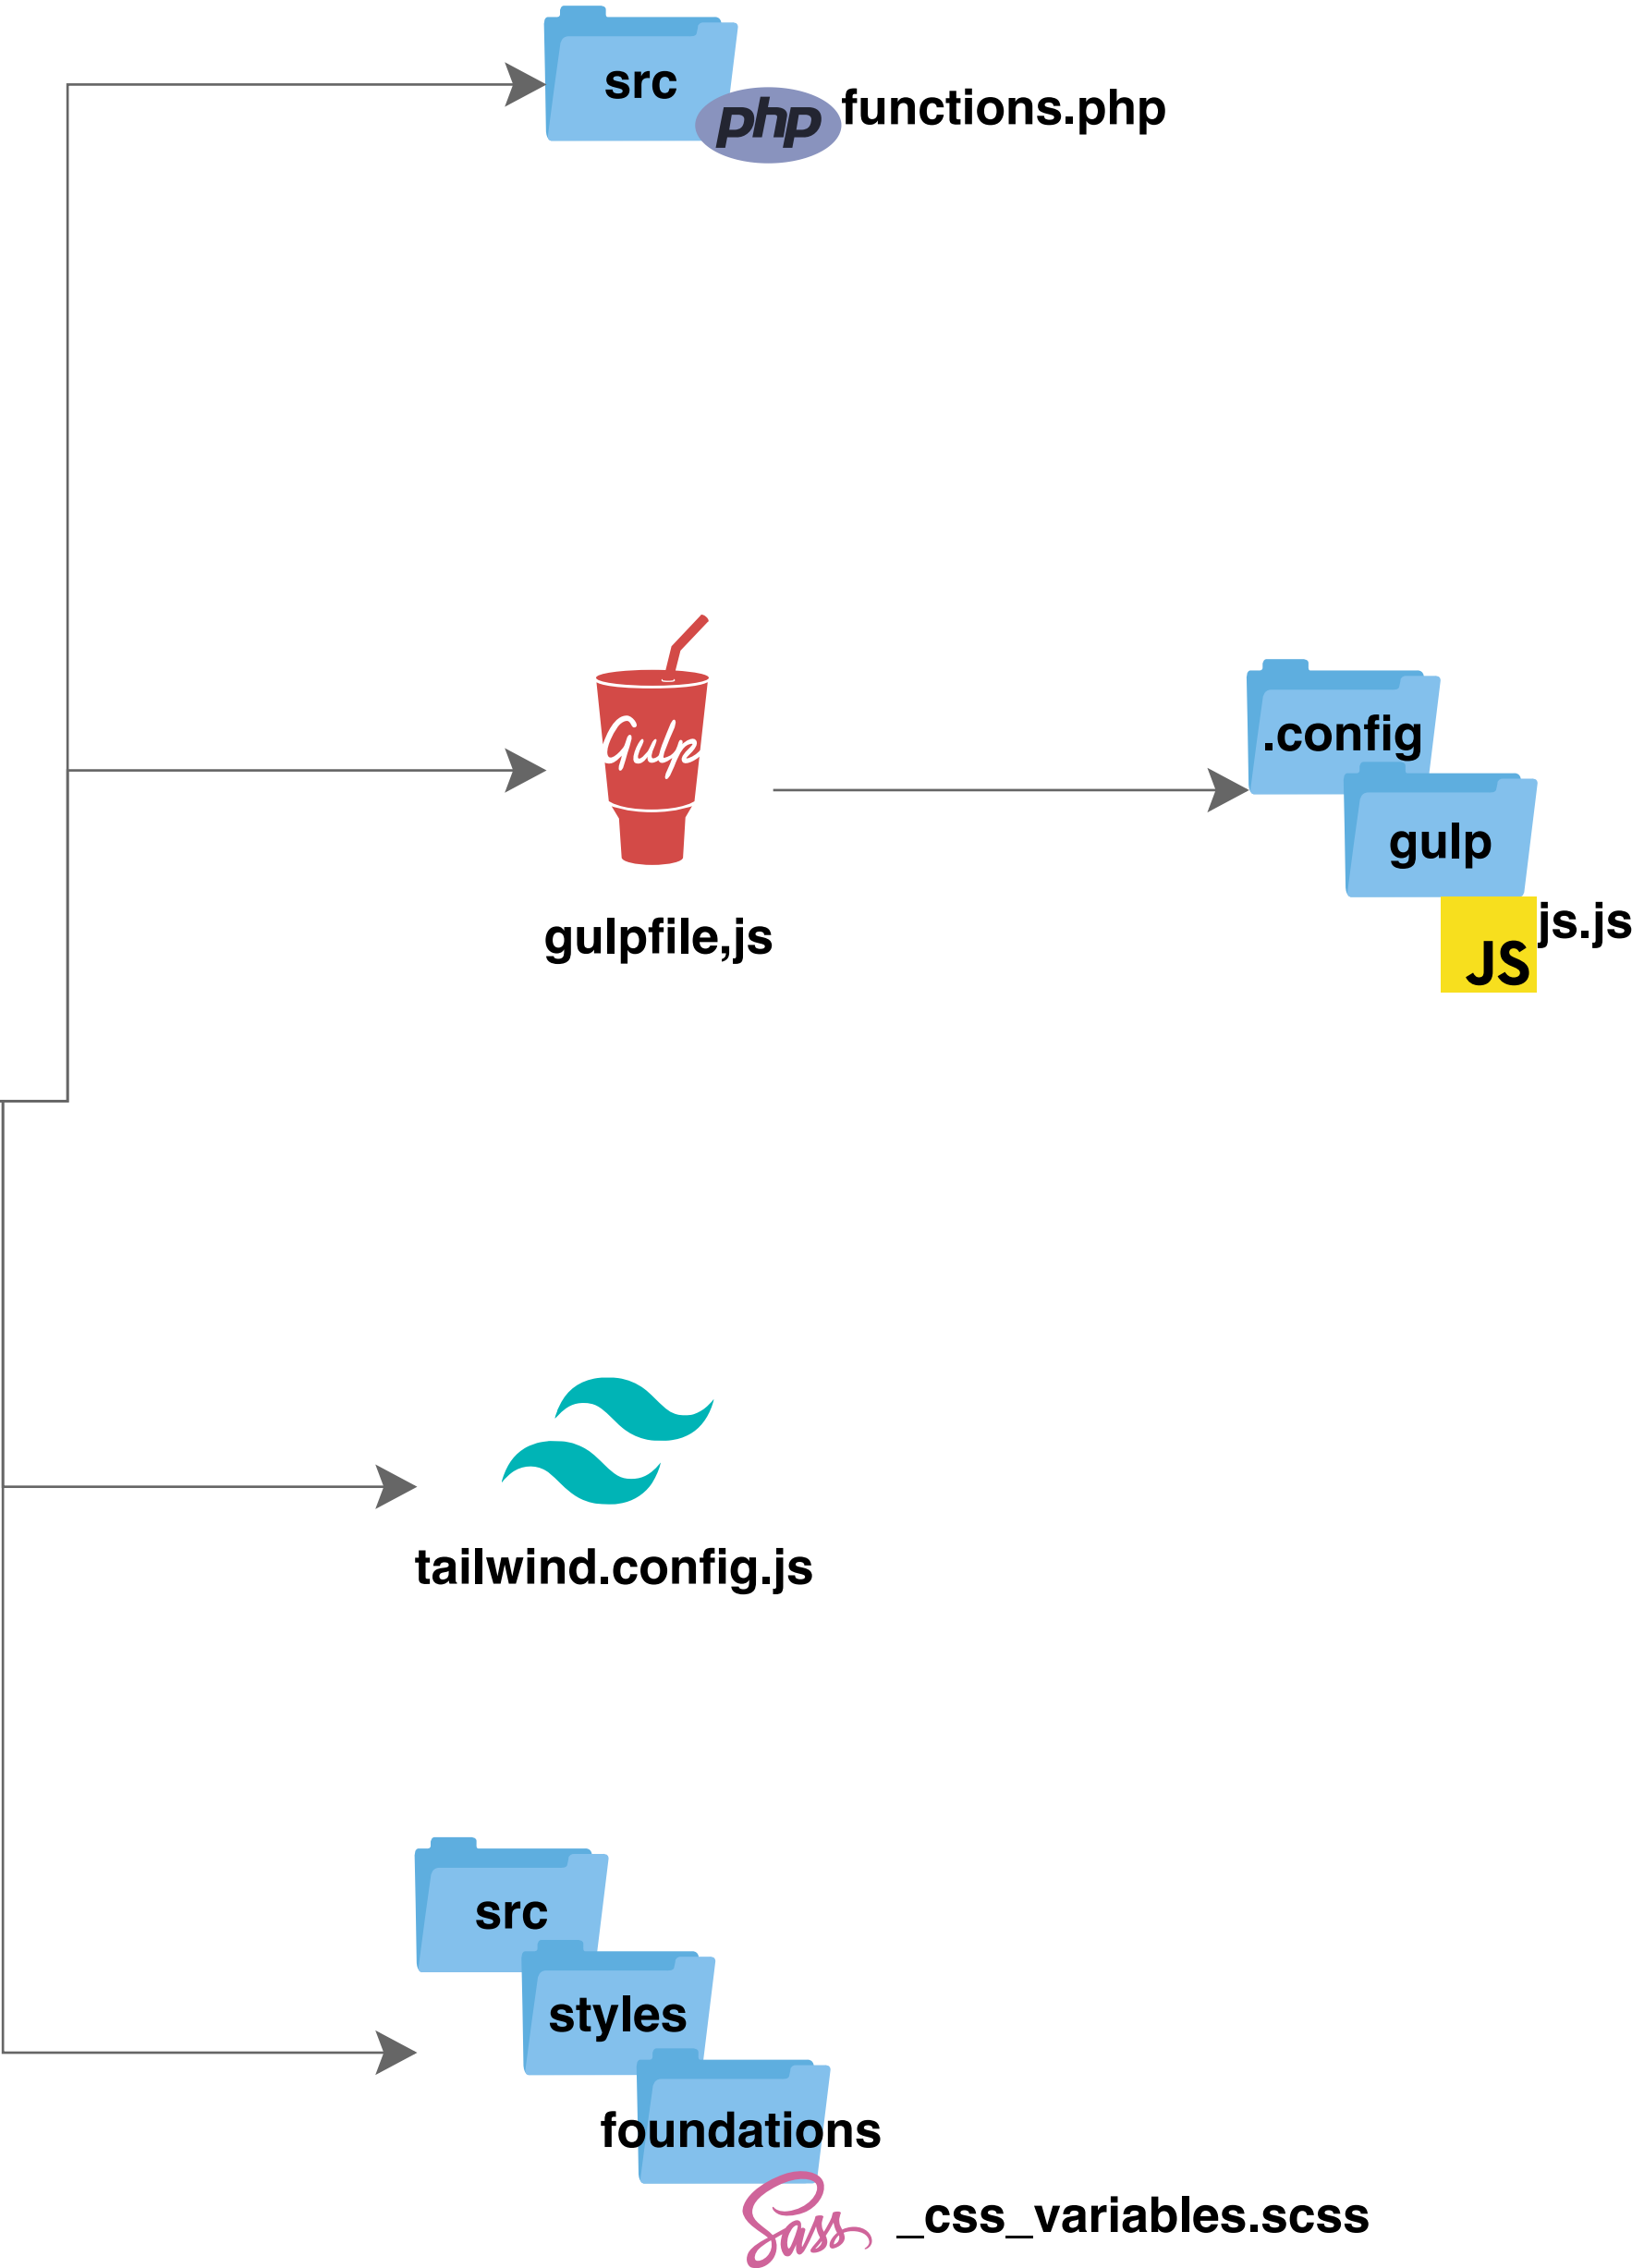 src
php
functions.php
Gulp
gulpfile,js
.config
gulp
js.js
JS
tailwind.config.js
src
styles
foundations
Sass
_css_variables.scss